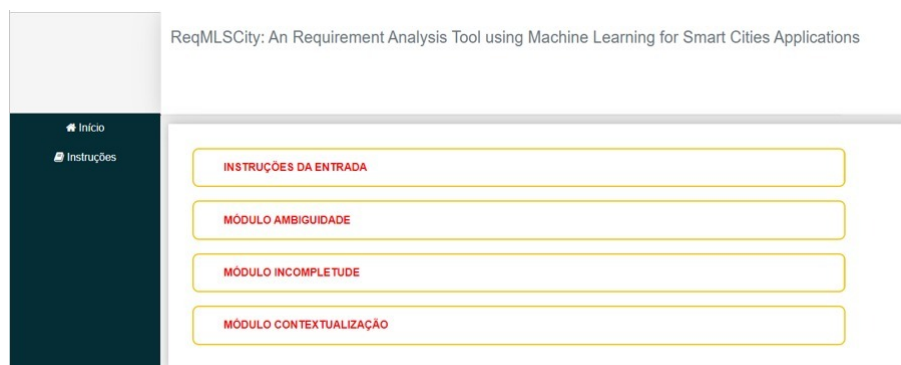 ReqMLSCity: An Requirement Analysis Tool using Machine Learning for Smart Cities Applications
Início
Instruções
INSTRUÇÕES DA ENTRADA
MÓDULO AMBIGUIDADE
MÓDULO INCOMPLETUDE
MÓDULO CONTEXTUALIZAÇÃO